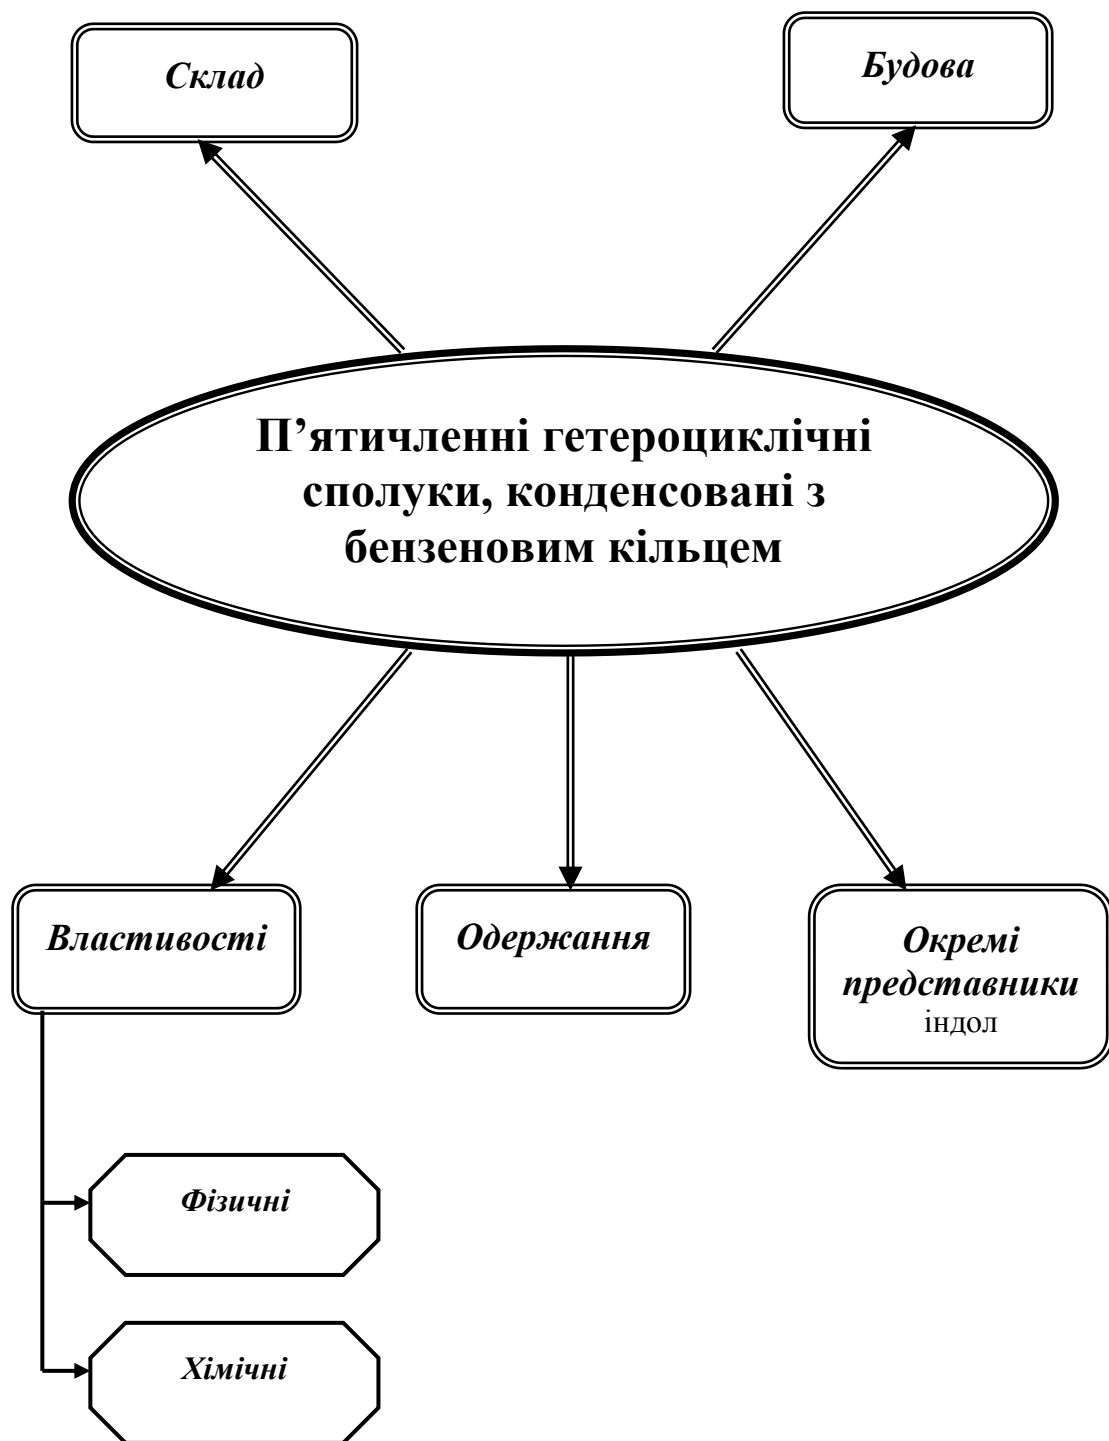 Склад
Будова
П’ятичленні гетероциклічні
сполуки, конденсовані з
бензеновим кільцем
Властивості
Одержання
Окремі
представники
індол
Фізичні
Хімічні